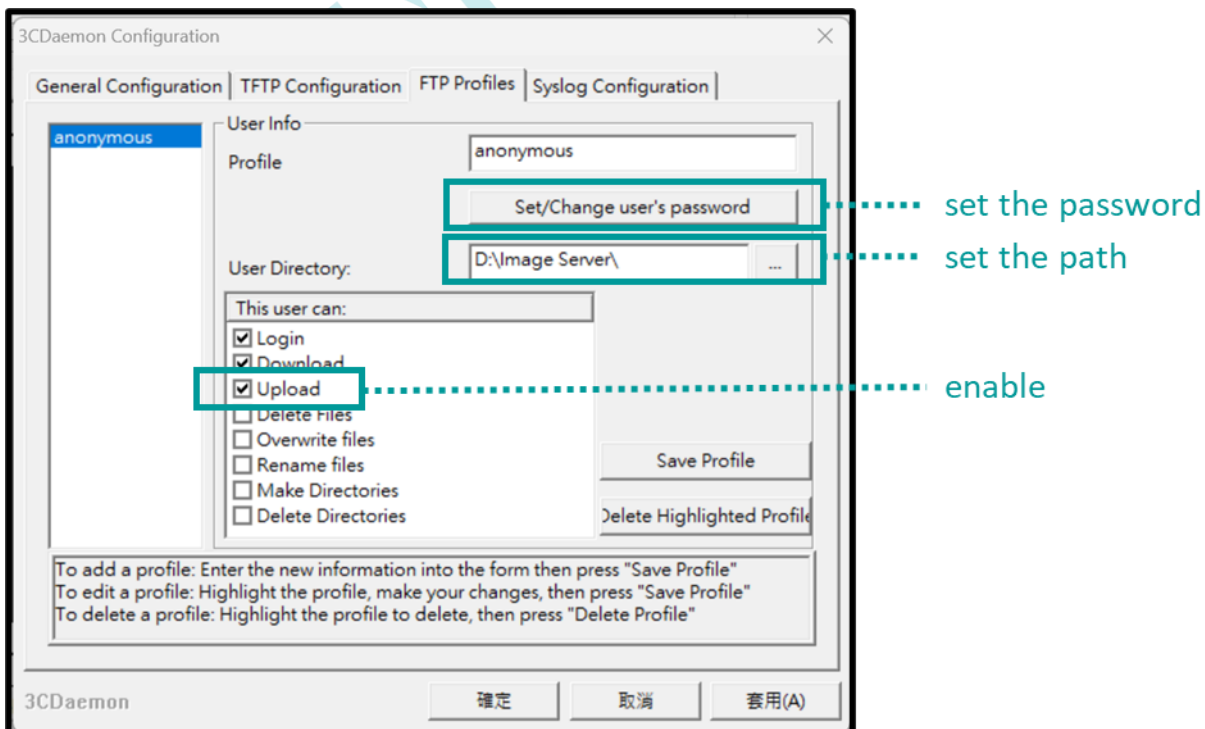 3CDaemon Configuration
General Configuration TFTP Configuration FTP Profiles Syslog Configuration
anonymous
User Info
Profile
anonymous
Set/Change user's password
set the password
User Directory:
D:\Image Server\
...
set the path
This user can:
Login
Download
Upload
enable
Delete Files
Overwrite files
Rename files
Make Directories
Delete Directories
Save Profile
Delete Highlighted Profile
To add a profile: Enter the new information into the form then press "Save Profile"
To edit a profile: Highlight the profile, make your changes, then press "Save Profile"
To delete a profile: Highlight the profile to delete, then press "Delete Profile"
3CDaemon
確定 取消 套用(A)